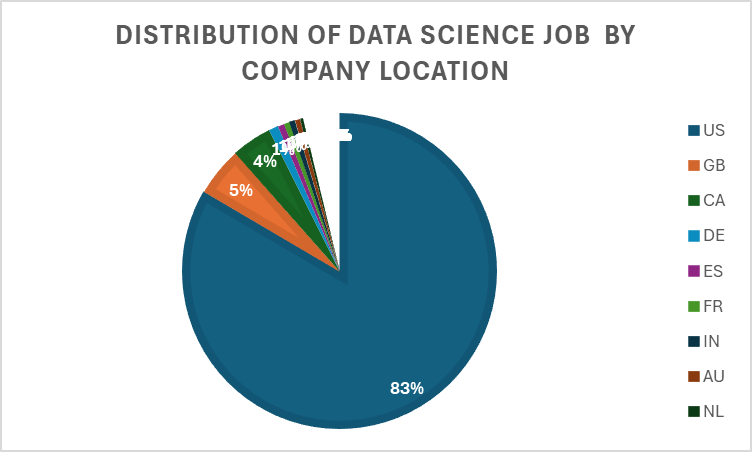 DISTRIBUTION OF DATA SCIENCE JOB BY
COMPANY LOCATION
US
GB
CA
DE
ES
FR
IN
AU
NL
4%
1%
5%
83%